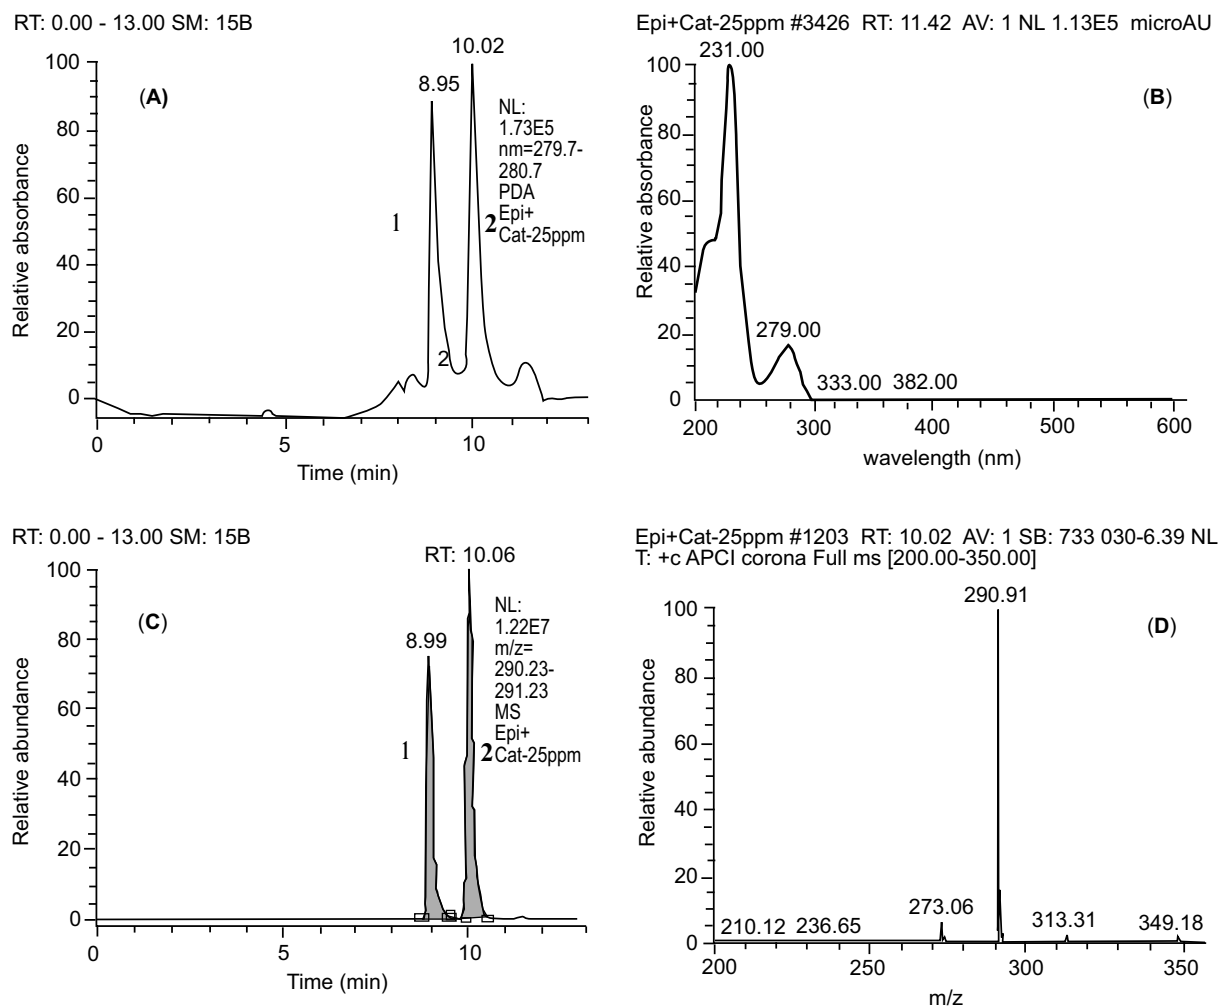 RT: 0.00 - 13.00 SM: 15B
10.02
8.95
(A)
NL:
1.73E5
nm=279.7-
280.7
PDA
Epi+
Cat-25ppm
1
2
2
100
80
60
40
20
0
Relative absorbance
0
5
10
Time (min)
Epi+Cat-25ppm #3426 RT: 11.42 AV: 1 NL 1.13E5 microAU
231.00
(B)
279.00
333.00
382.00
100
80
60
40
20
0
Relative absorbance
200
300
400
500
600
wavelength (nm)
RT: 0.00 - 13.00 SM: 15B
RT: 10.06
8.99
(C)
NL:
1.22E7
m/z=
290.23-
291.23
MS
Epi+
Cat-25ppm
1
2
100
80
60
40
20
0
Relative abundance
0
5
10
Time (min)
Epi+Cat-25ppm #1203 RT: 10.02 AV: 1 SB: 733 030-6.39 NL
T: +c APCI corona Full ms [200.00-350.00]
290.91
(D)
210.12
236.65
273.06
313.31
349.18
100
80
60
40
20
0
Relative abundance
200
250
300
350
m/z